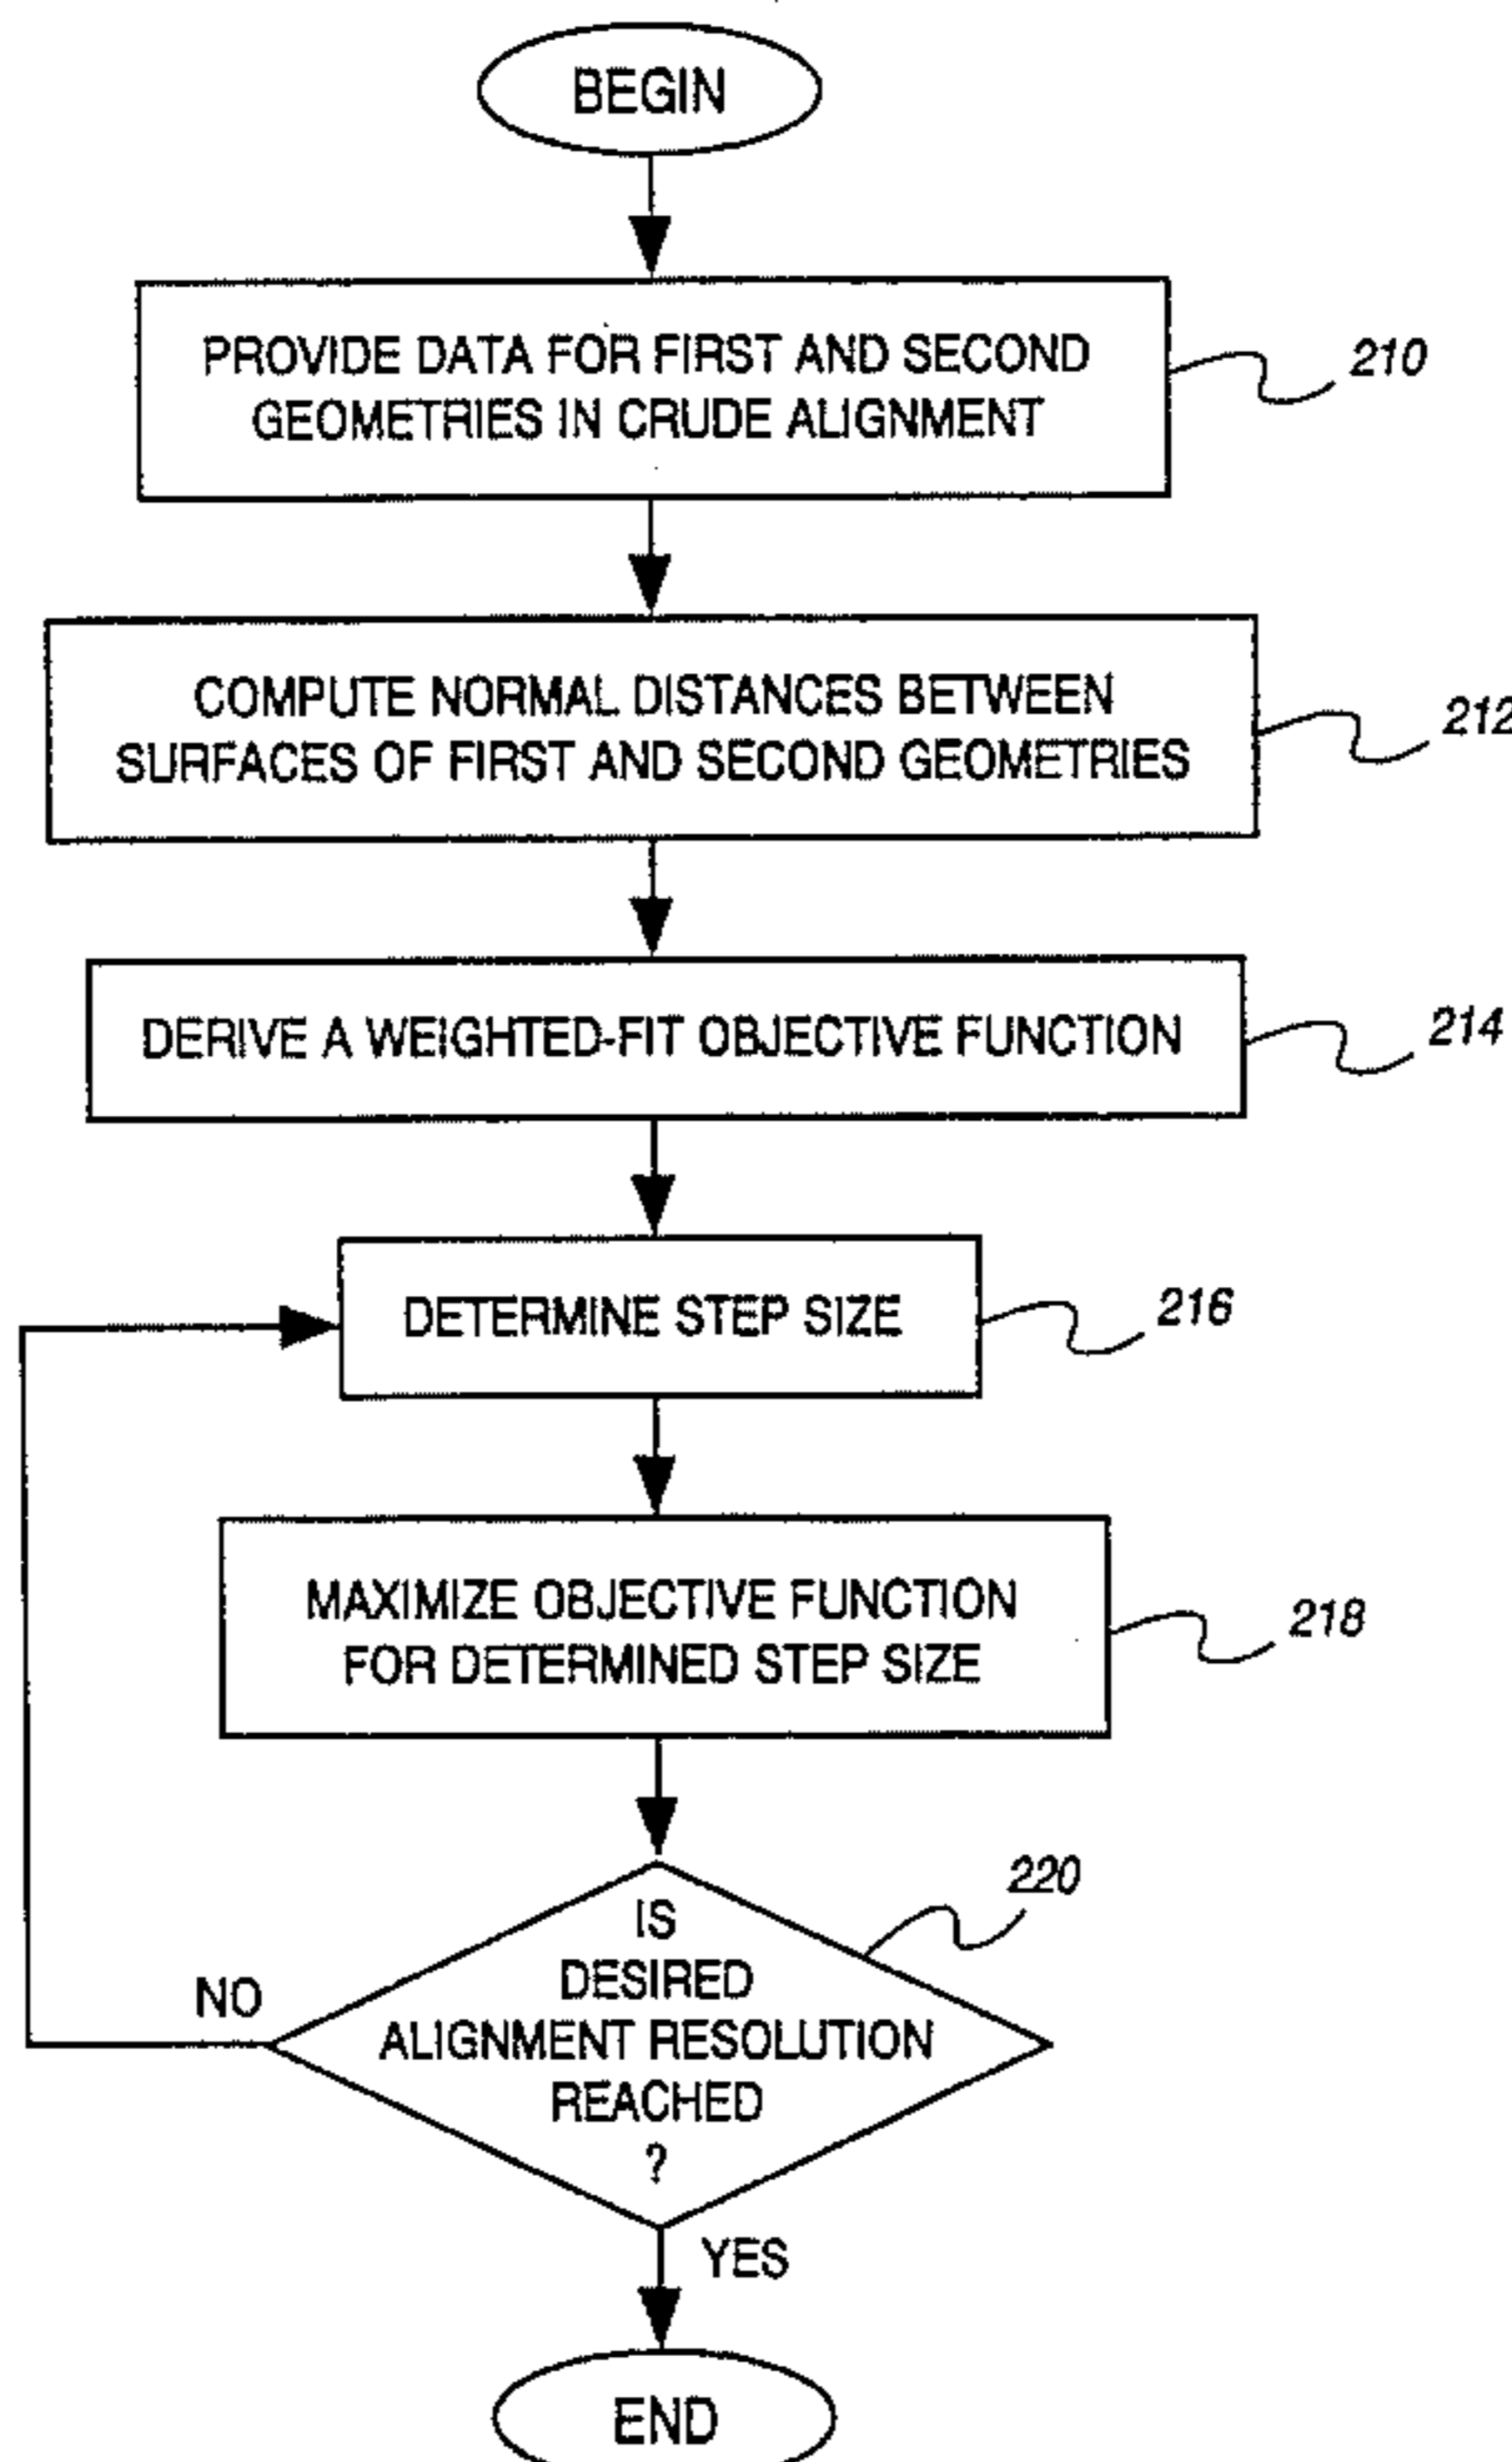 BEGIN
PROVIDE DATA FOR FIRST AND SECOND
GEOMETRIES IN CRUDE ALIGNMENT
210
COMPUTE NORMAL DISTANCES BETWEEN
SURFACES OF FIRST AND SECOND GEOMETRIES
212
DERIVE A WEIGHTED-FIT OBJECTIVE FUNCTION
214
DETERMINE STEP SIZE
216
MAXIMIZE OBJECTIVE FUNCTION
FOR DETERMINED STEP SIZE
218
220
IS
DESIRED
ALIGNMENT RESOLUTION
REACHED
?
NO
YES
END